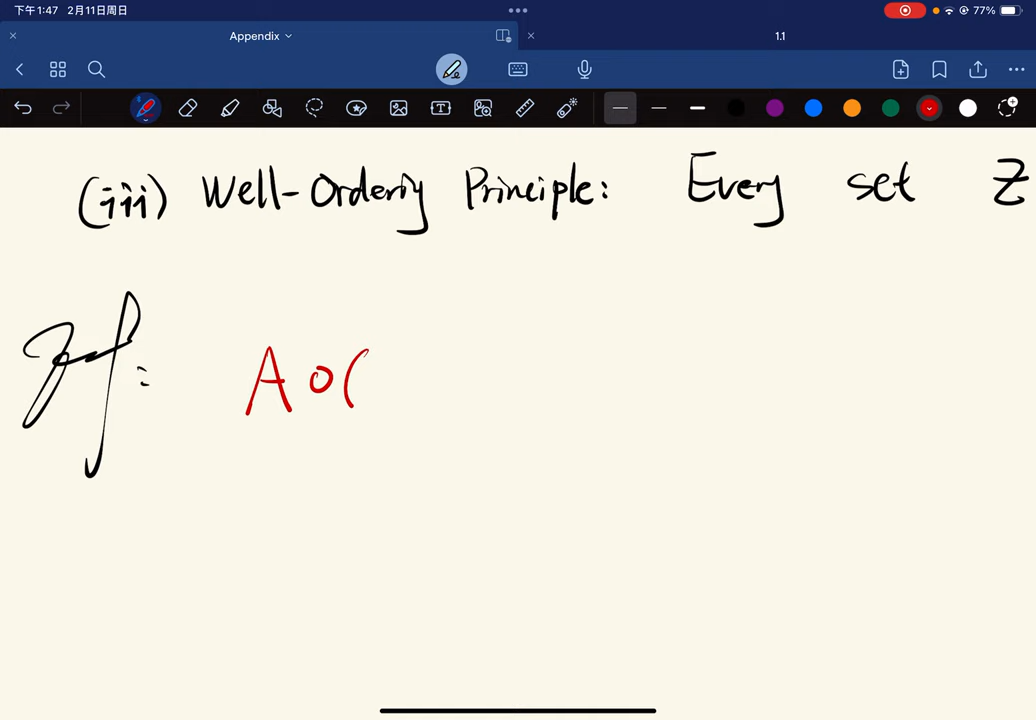 下午1:47 2月11日周日 77%
Appendix 1.1
(iii) Well-Ordering Principle: Every set Z
AoC